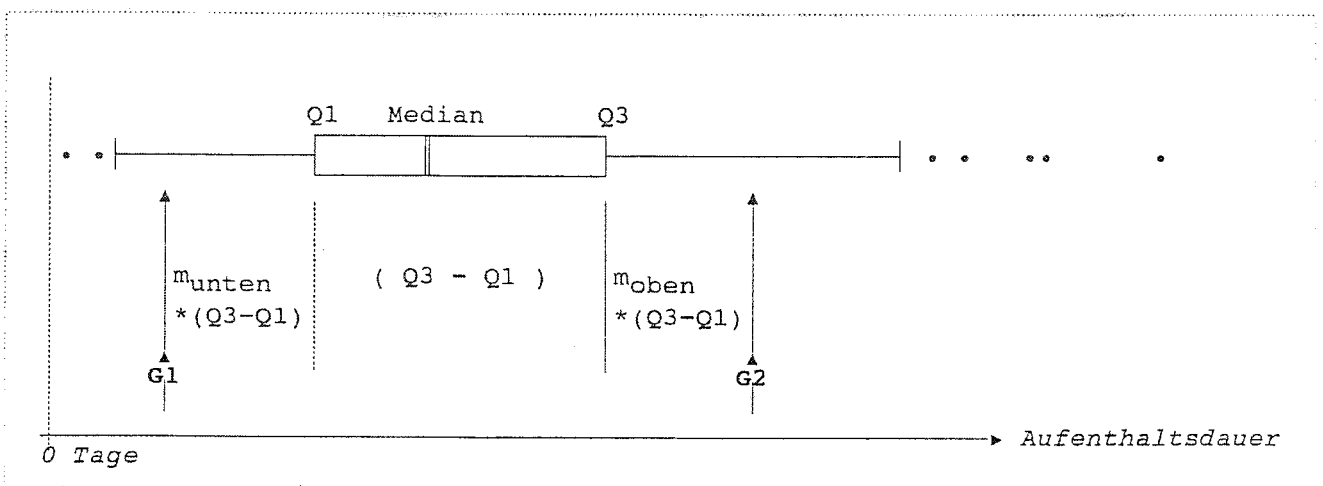 Q1 Median Q3
m_unten ( Q3 - Q1 ) m_oben
*(Q3-Q1) *(Q3-Q1)
G1 G2
0 Tage Aufenthaltsdauer